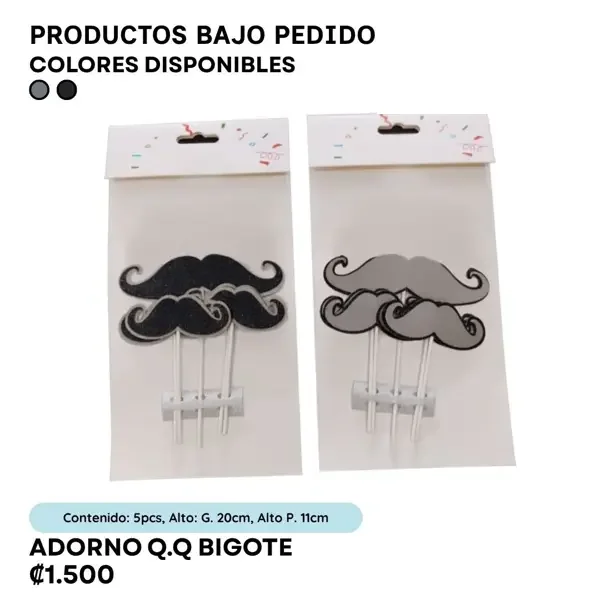 PRODUCTOS BAJO PEDIDO
COLORES DISPONIBLES
Contenido: 5pcs, Alto: G. 20cm, Alto P. 11cm
ADORNO Q.Q BIGOTE
₡1.500